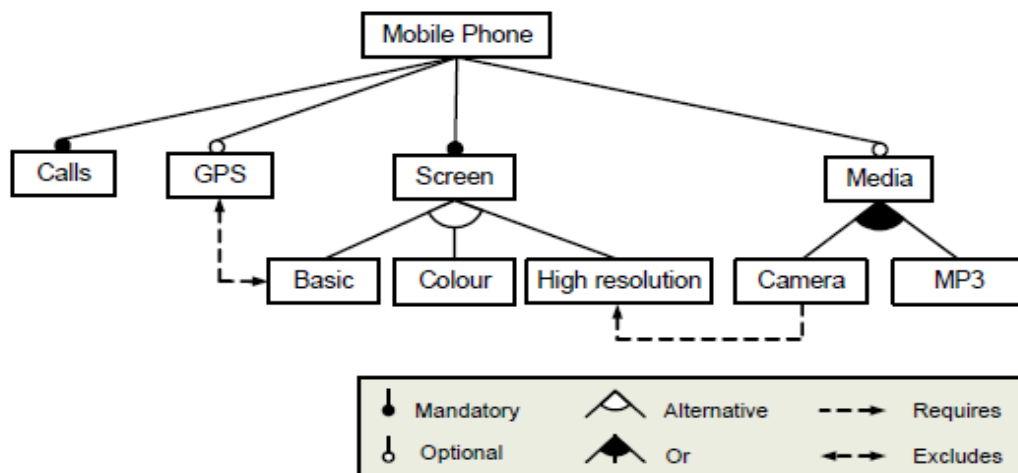 Mobile Phone
Calls
GPS
Screen
Media
Basic
Colour
High resolution
Camera
MP3
Mandatory
Alternative
Requires
Optional
Or
Excludes